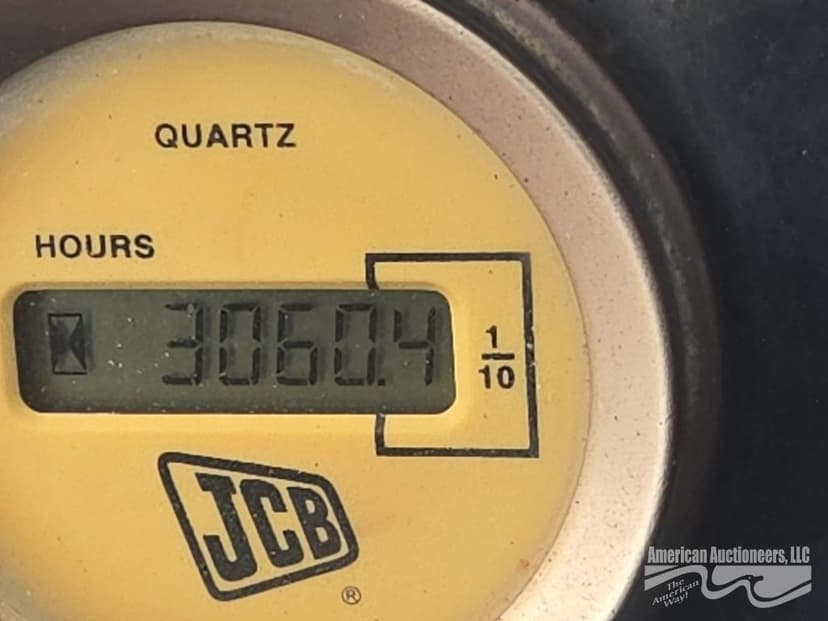 QUARTZ
HOURS
3060.4
1
10
JCB
®
American Auctioneers, LLC
The
American
Way!